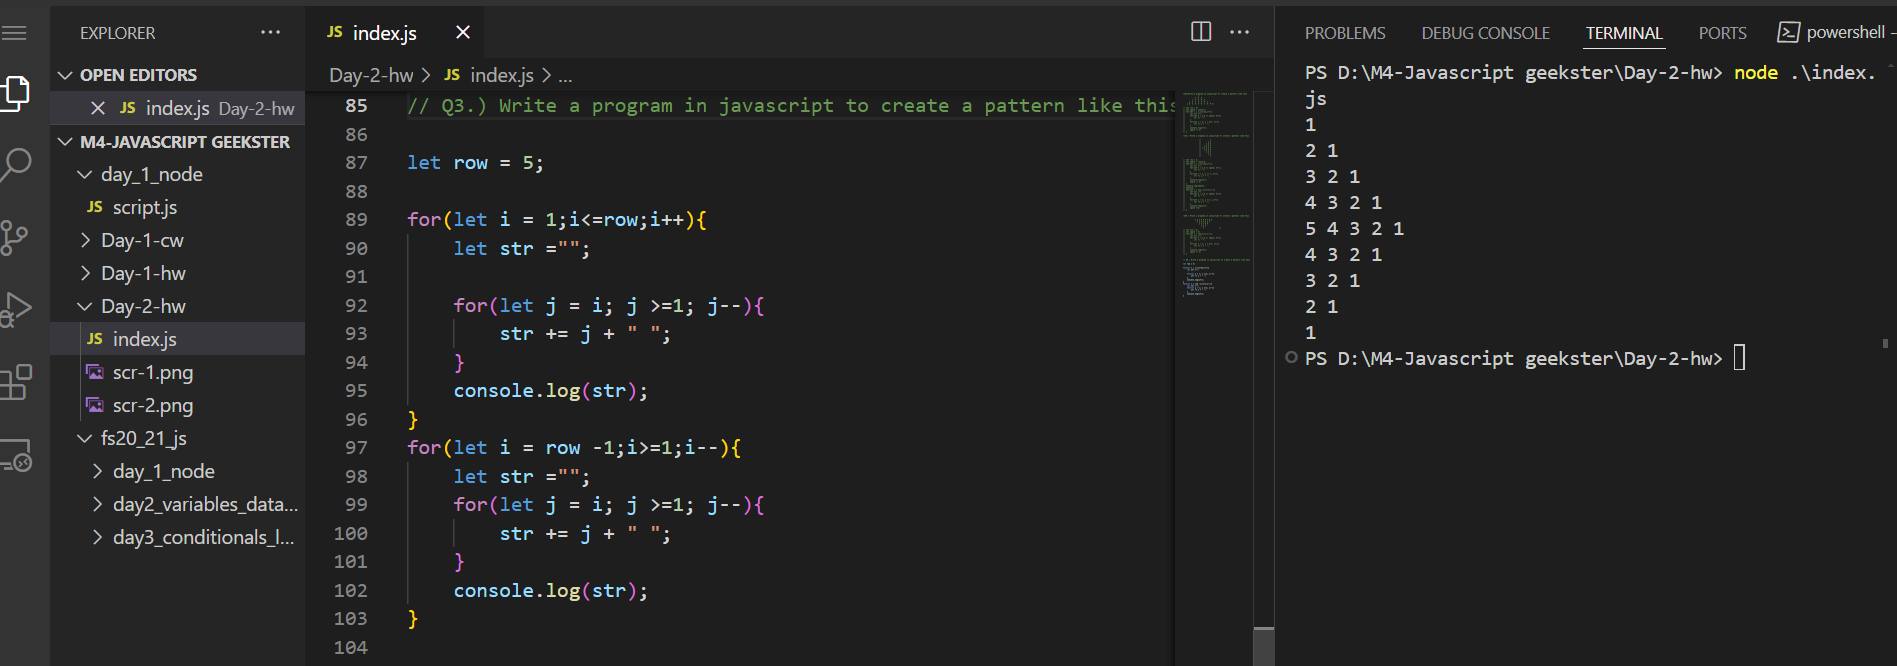 EXPLORER
...
OPEN EDITORS
JS index.js Day-2-hw
M4-JAVASCRIPT GEEKSTER
day_1_node
JS script.js
Day-1-cw
Day-1-hw
Day-2-hw
JS index.js
scr-1.png
scr-2.png
fs20_21_js
day_1_node
day2_variables_data...
day3_conditionals_l...
JS index.js
Day-2-hw > JS index.js > ...
85 // Q3.) Write a program in javascript to create a pattern like this
86
87 let row = 5;
88
89 for(let i = 1;i<=row;i++){
90 let str ="";
91
92 for(let j = i; j >=1; j--){
93 str += j + " ";
94 }
95 console.log(str);
96 }
97 for(let i = row -1;i>=1;i--){
98 let str ="";
99 for(let j = i; j >=1; j--){
100 str += j + " ";
101 }
102 console.log(str);
103 }
104
PROBLEMS DEBUG CONSOLE TERMINAL PORTS powershell
PS D:\M4-Javascript geekster\Day-2-hw> node .\index.
js
1
2 1
3 2 1
4 3 2 1
5 4 3 2 1
4 3 2 1
3 2 1
2 1
1
PS D:\M4-Javascript geekster\Day-2-hw>